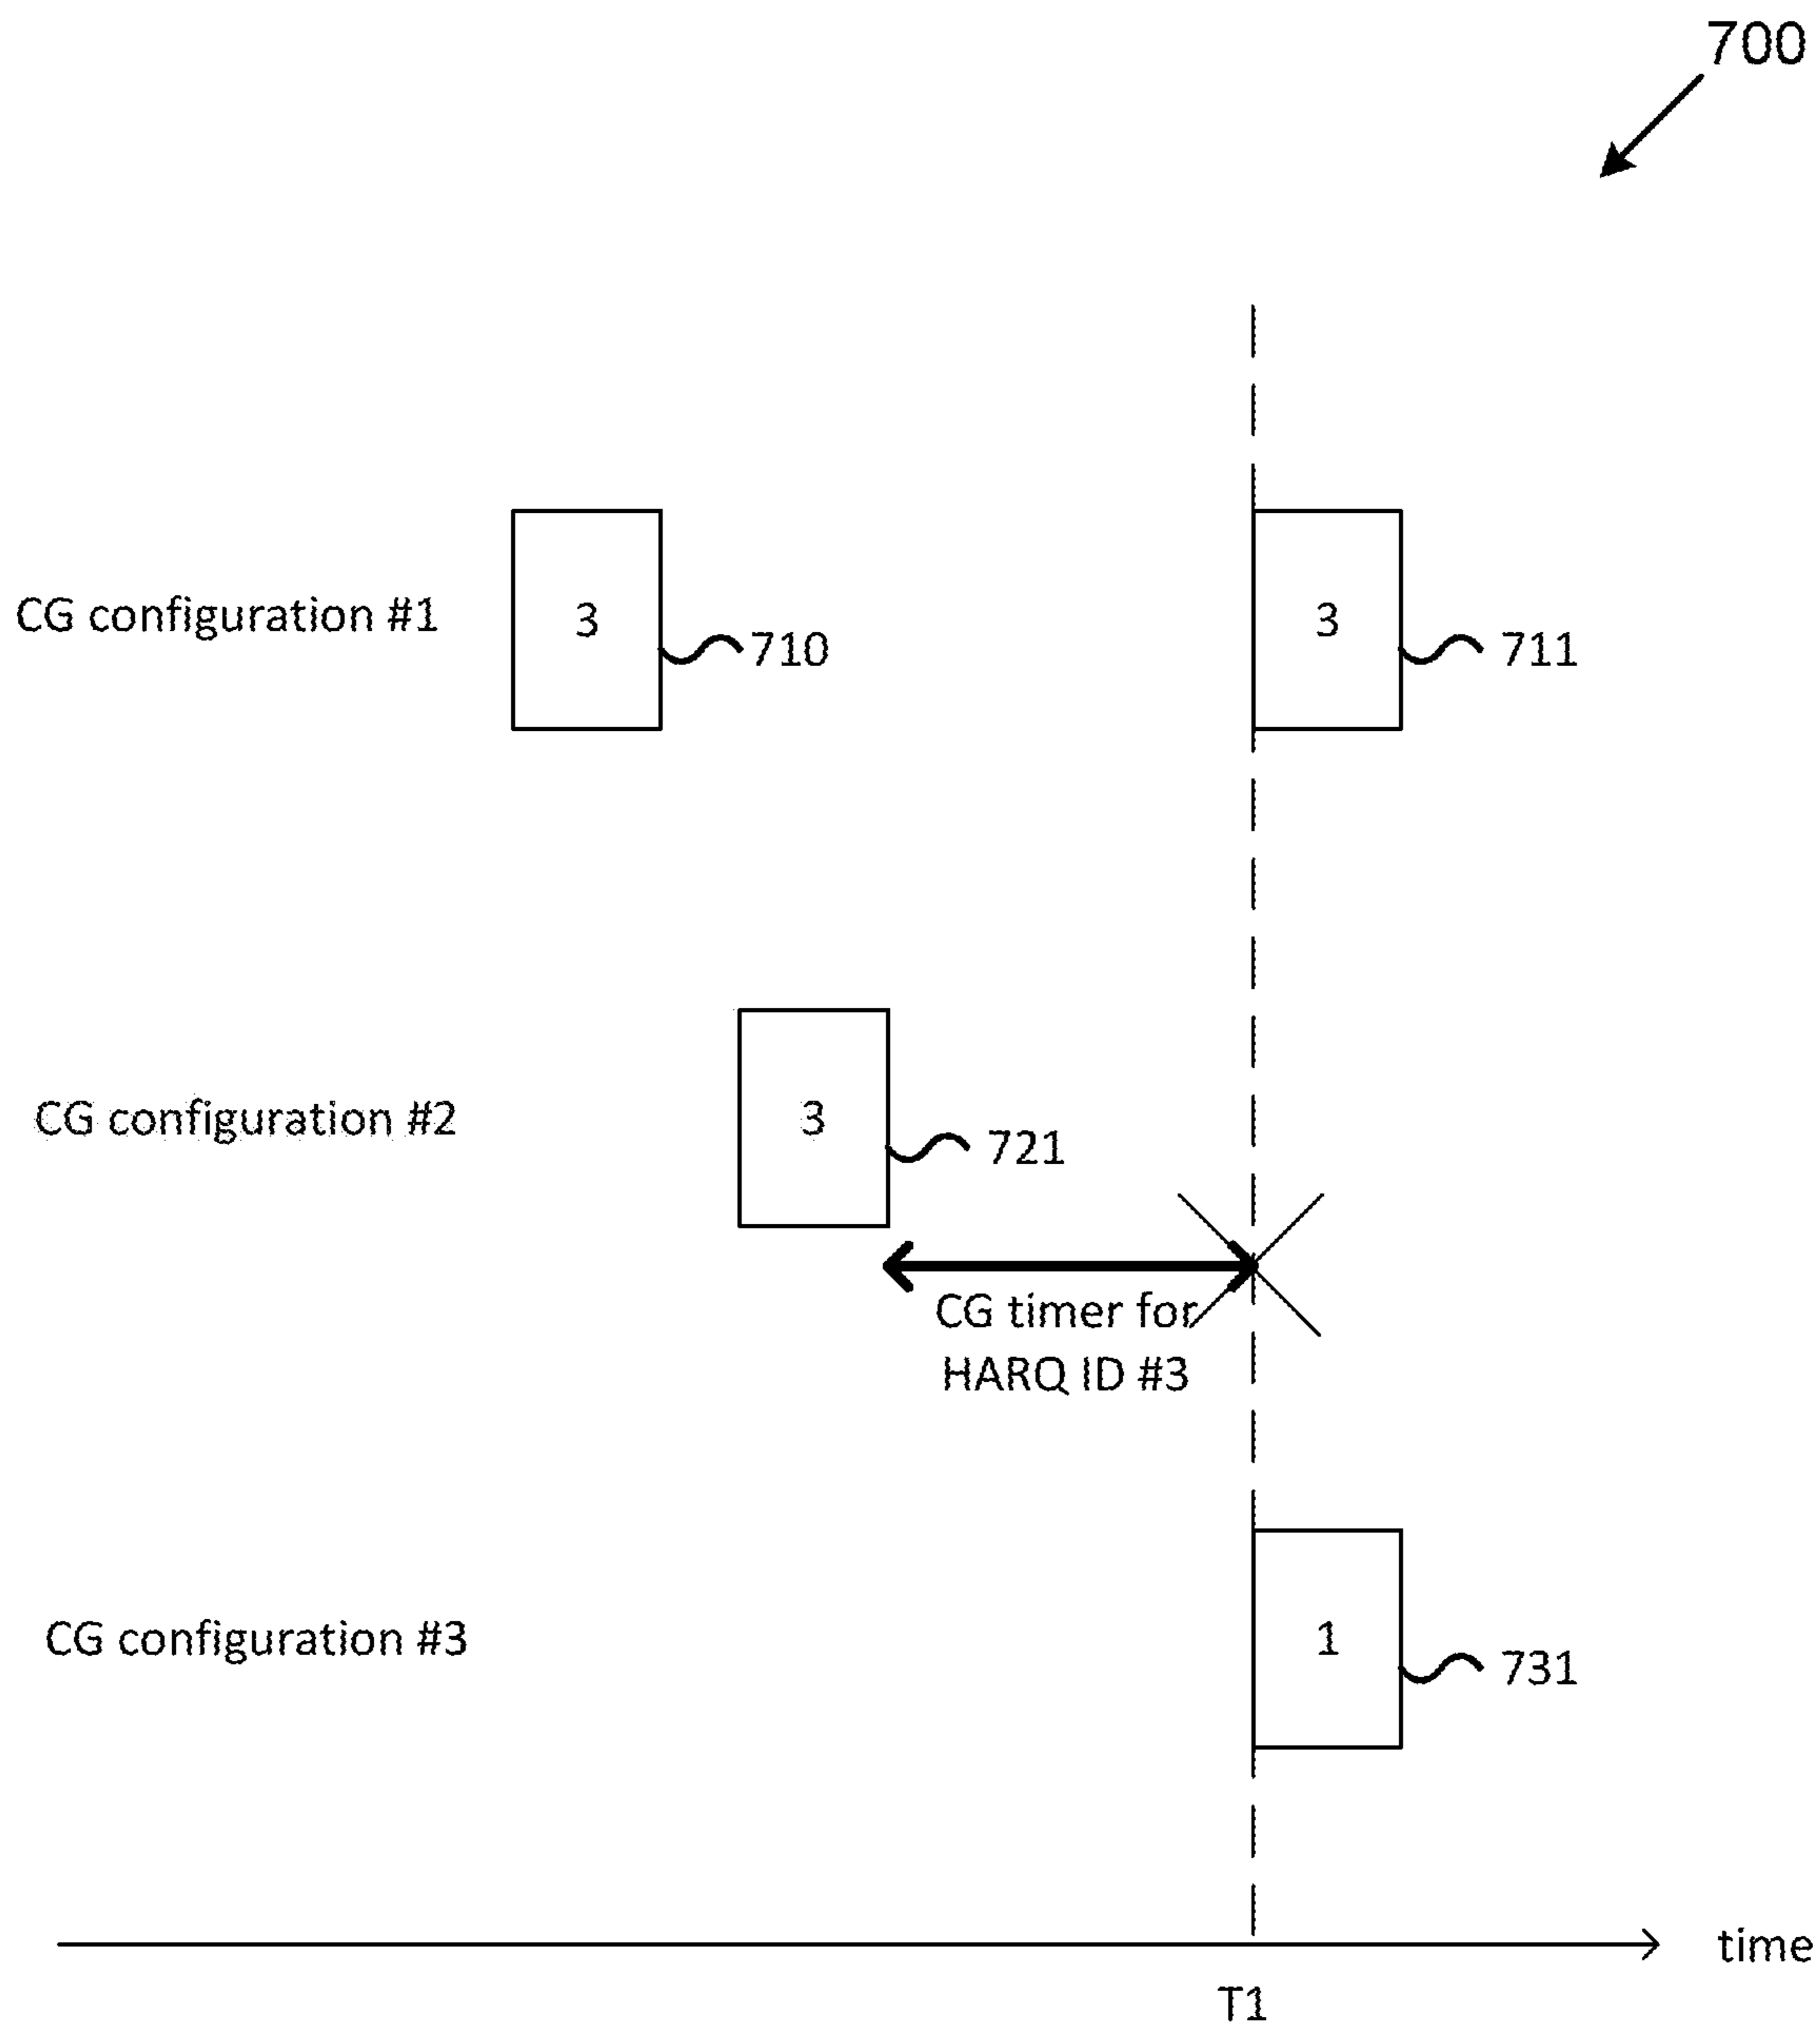 700
CG configuration #1
3
710
3
711
CG configuration #2
3
721
CG timer for
HARQ ID #3
CG configuration #3
1
731
time
T1